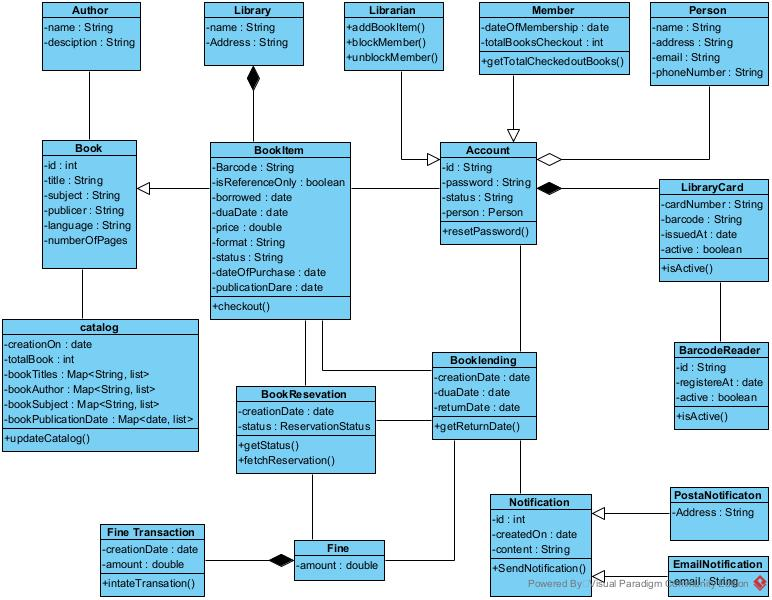 Author
-name : String
-desciption : String
Library
-name : String
-Address : String
Librarian
+addBookItem()
+blockMember()
+unblockMember()
Member
-dateOfMembership : date
-totalBooksCheckout : int
+getTotalCheckedoutBooks()
Person
-name : String
-address : String
-email : String
-phoneNumber : String
Book
-id : int
-title : String
-subject : String
-publicer : String
-language : String
-numberOfPages
BookItem
-Barcode : String
-isReferenceOnly : boolean
-borrowed : date
-duaDate : date
-price : double
-format : String
-status : String
-dateOfPurchase : date
-publicationDare : date
+checkout()
Account
-id : String
-password : String
-status : String
-person : Person
+resetPassword()
LibraryCard
-cardNumber : String
-barcode : String
-issuedAt : date
-active : boolean
+isActive()
catalog
-creationOn : date
-totalBook : int
-bookTitles : Map<String, list>
-bookAuthor : Map<String, list>
-bookSubject : Map<String, list>
-bookPublicationDate : Map<date, list>
+updateCatalog()
BookResevation
-creationDate : date
-status : ReservationStatus
+getStatus()
+fetchReservation()
Booklending
-creationDate : date
-duaDate : date
-returnDate : date
+getReturnDate()
BarcodeReader
-id : String
-registereAt : date
-active : boolean
+isActive()
Fine Transaction
-creationDate : date
-amount : double
+intateTransation()
Fine
-amount : double
Notification
-id : int
-createdOn : date
-content : String
+SendNotification()
PostaNotificaton
-Address : String
EmailNotification
-email : String
Powered By Visual Paradigm Community Edition